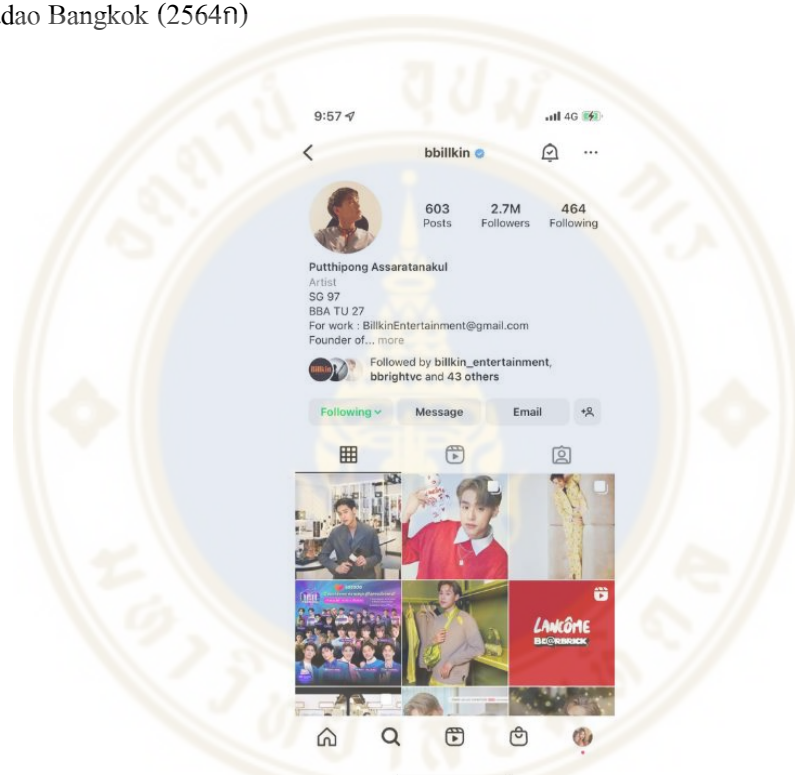 dao Bangkok (2564ก)
9:57
4G
bbillkin
603 2.7M 464
Posts Followers Following
Putthipong Assaratanakul
Artist
SG 97
BBA TU 27
For work : BillkinEntertainment@gmail.com
Founder of... more
Billkin
Followed by billkin_entertainment,
bbrightvc and 43 others
Following Message Email
LANCÔME
BE@RBRICK